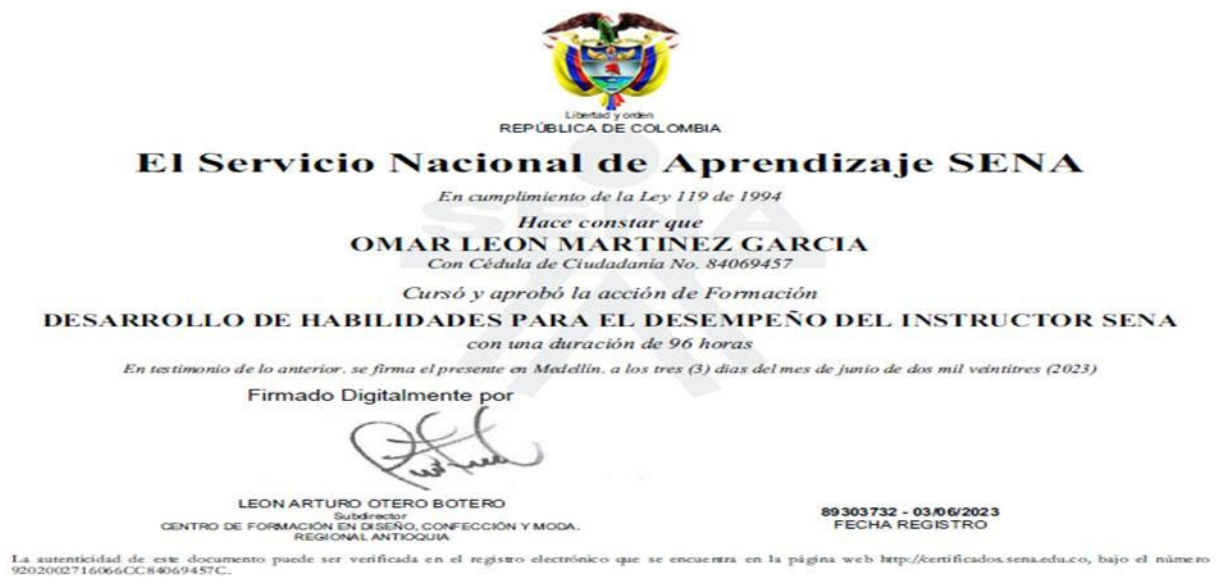 Libertad y orden
REPÚBLICA DE COLOMBIA
El Servicio Nacional de Aprendizaje SENA
En cumplimiento de la Ley 119 de 1994
SENA
Hace constar que
OMAR LEON MARTINEZ GARCIA
Con Cédula de Ciudadanía No. 84069457
Cursó y aprobó la acción de Formación
DESARROLLO DE HABILIDADES PARA EL DESEMPEÑO DEL INSTRUCTOR SENA
con una duración de 96 horas
En testimonio de lo anterior. se firma el presente en Medellín. a los tres (3) dias del mes de junio de dos mil veintitres (2023)
Firmado Digitalmente por
LEON ARTURO OTERO BOTERO
Subdirector
CENTRO DE FORMACIÓN EN DISEÑO, CONFECCIÓN Y MODA.
REGIONAL ANTIOQUIA
89303732 - 03/06/2023
FECHA REGISTRO
La autenticidad de este documento puede ser verificada en el registro electrónico que se encuentra en la página web http://certificados.sena.edu.co, bajo el número
9202002716066CC84069457C.